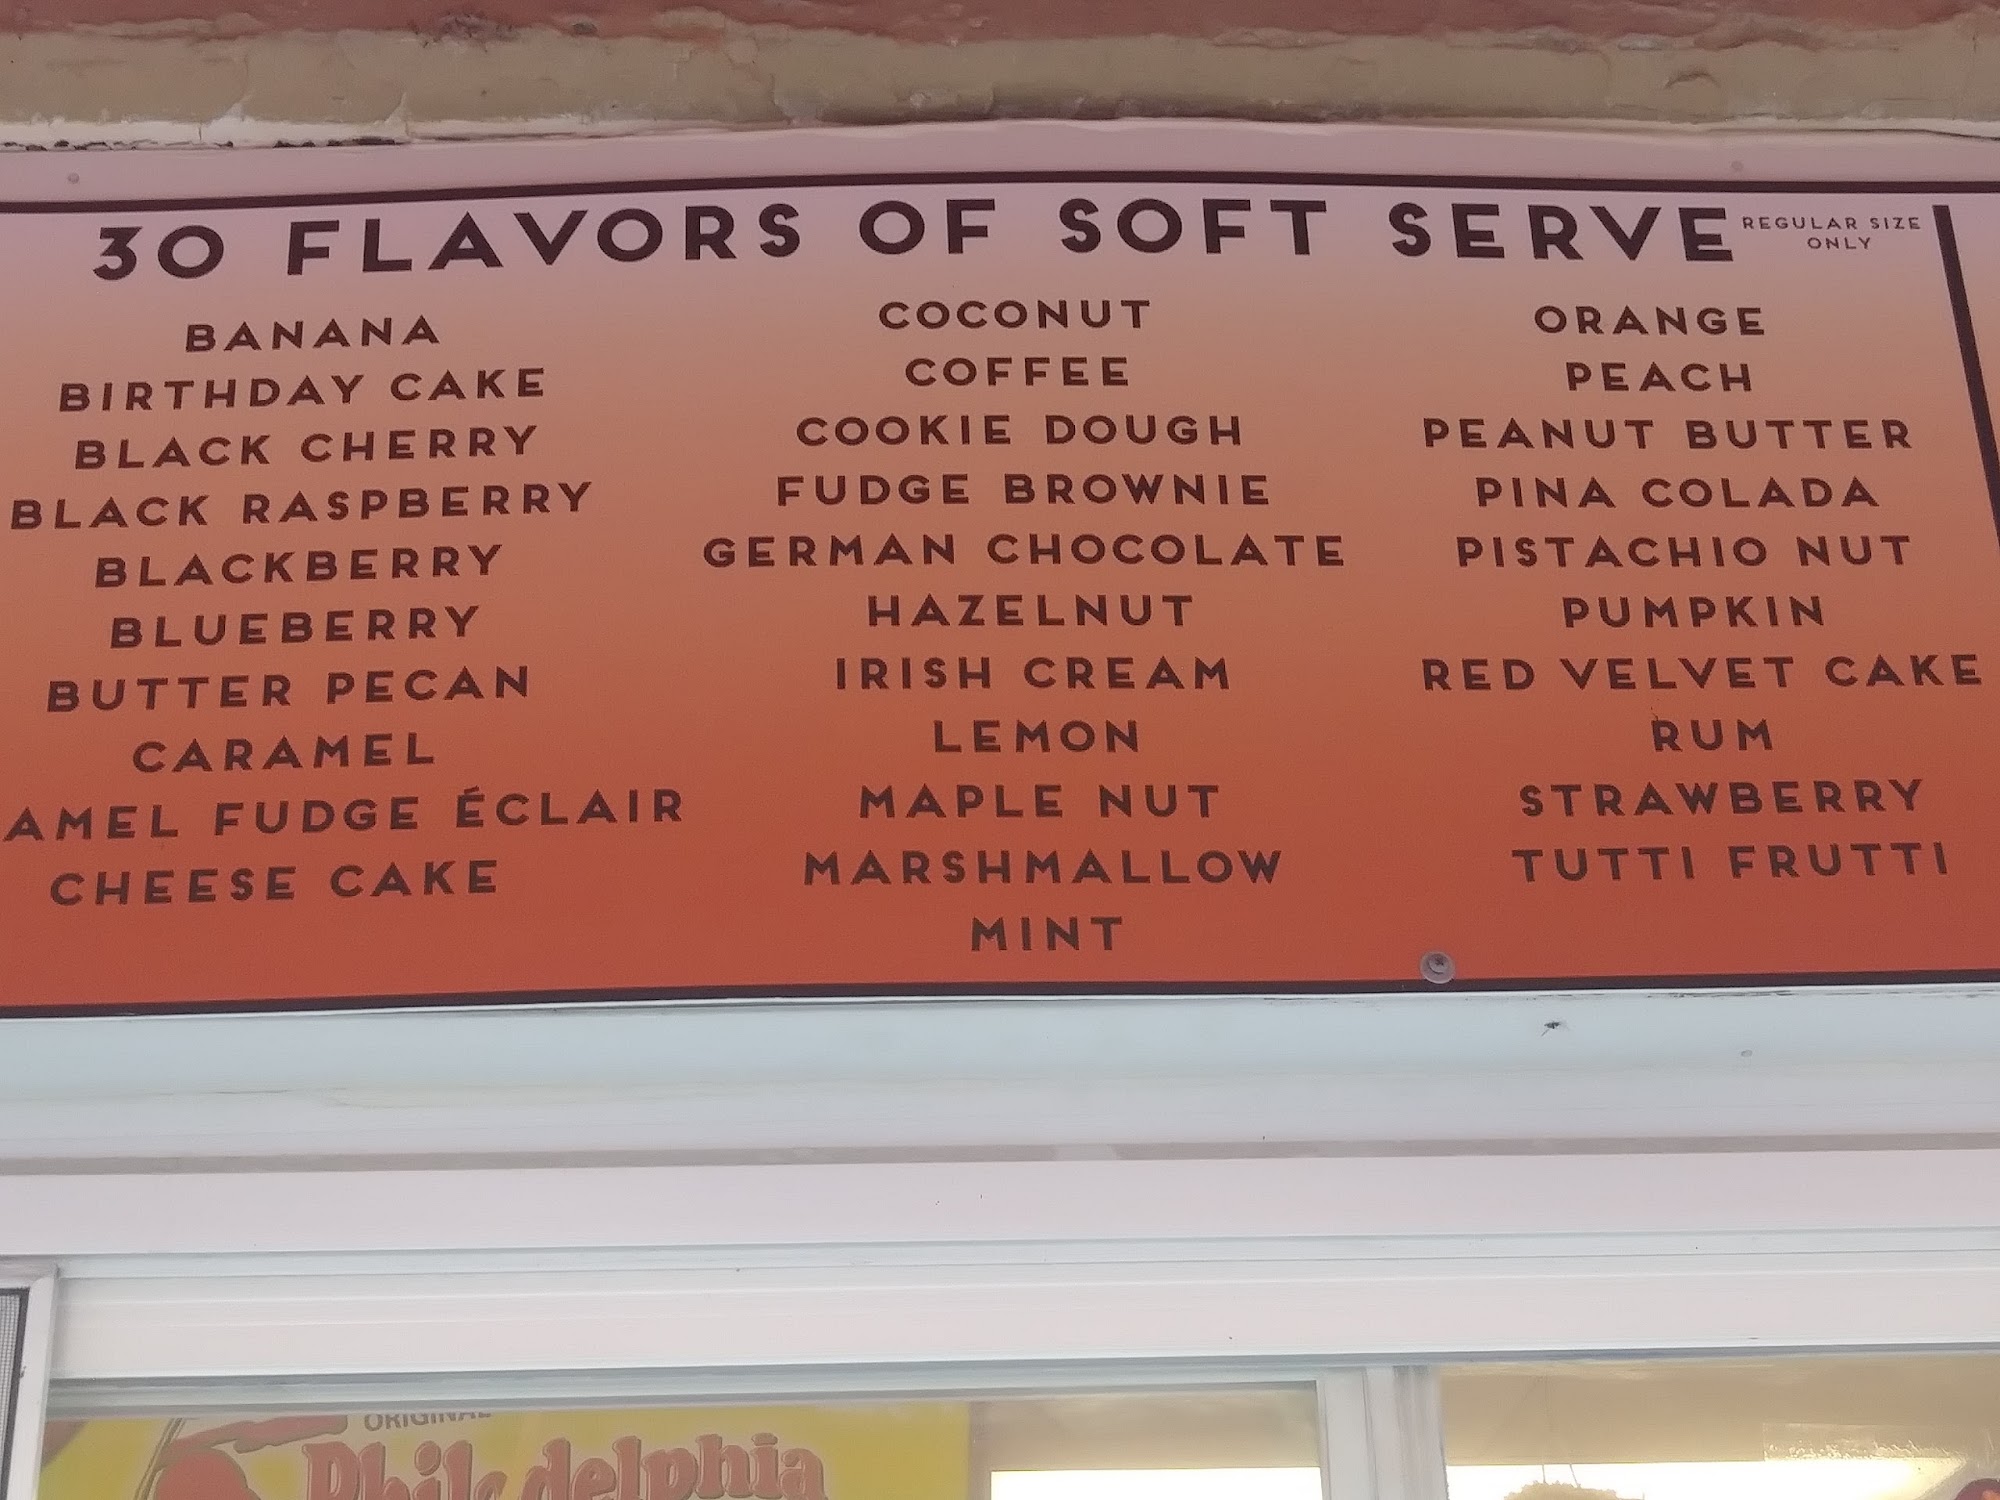 30 FLAVORS OF SOFT SERVE
REGULAR SIZE
ONLY
BANANA
BIRTHDAY CAKE
BLACK CHERRY
BLACK RASPBERRY
BLACKBERRY
BLUEBERRY
BUTTER PECAN
CARAMEL
AMEL FUDGE ÉCLAIR
CHEESE CAKE
COCONUT
COFFEE
COOKIE DOUGH
FUDGE BROWNIE
GERMAN CHOCOLATE
HAZELNUT
IRISH CREAM
LEMON
MAPLE NUT
MARSHMALLOW
MINT
ORANGE
PEACH
PEANUT BUTTER
PINA COLADA
PISTACHIO NUT
PUMPKIN
RED VELVET CAKE
RUM
STRAWBERRY
TUTTI FRUTTI
ORIGINAL
Philadelphia